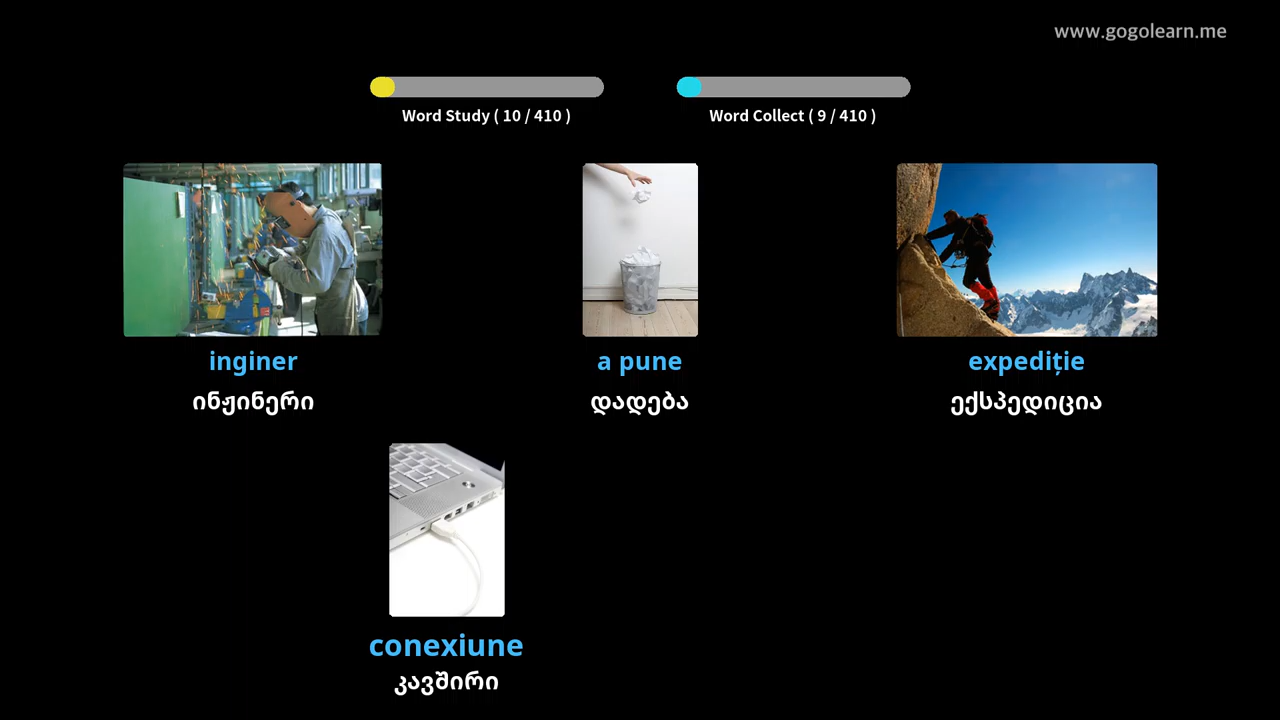 www.gogolearn.me
Word Study ( 10 / 410 )
Word Collect ( 9 / 410 )
inginer
ინჟინერი
a pune
დადება
expediție
ექსპედიცია
conexiune
კავშირი